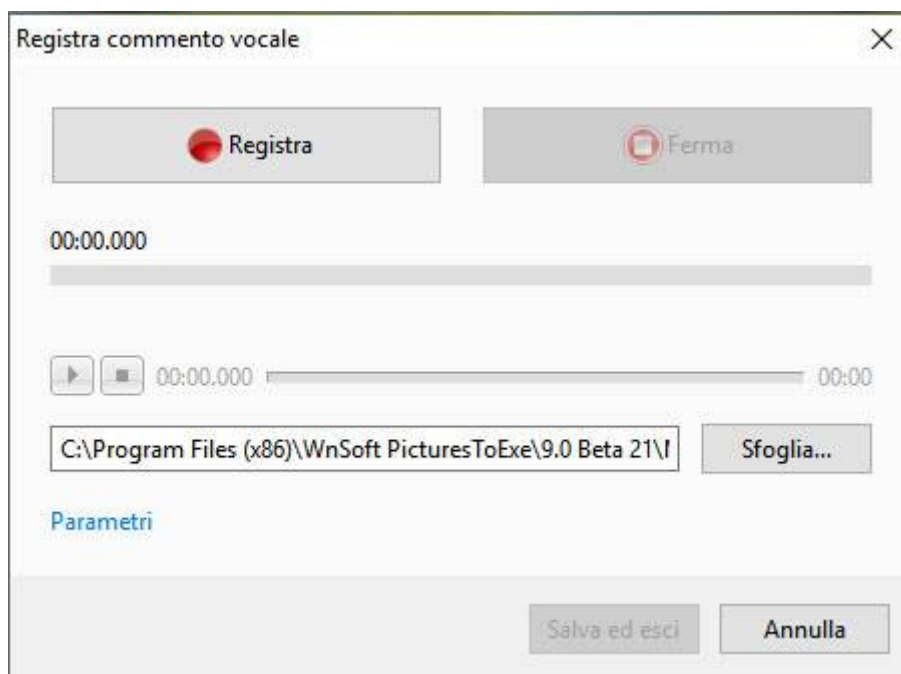 Registra commento vocale
Registra
Ferma
00:00.000
00:00.000
00:00
C:\Program Files (x86)\WnSoft PicturesToExe\9.0 Beta 21\
Sfoglia...
Parametri
Salva ed esci
Annulla